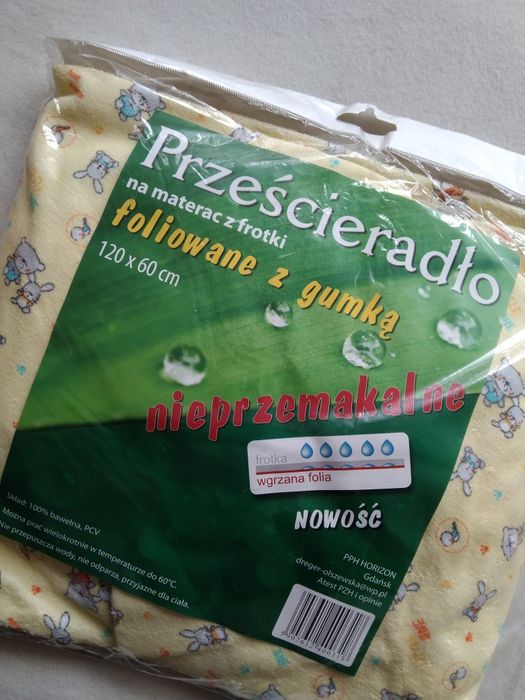 Prześcieradło
na materac z frotki
foliowane z gumką
120 x 60 cm
nieprzemakalne
frotka
wgrzana folia
NOWOŚĆ
Skład: 100% bawełna, PCV
Można prać wielokrotnie w temperaturze do 60°C.
Nie przepuszcza wody, nie odparza, przyjazne dla ciała.
PPH HORIZON
Gdańsk
dreger-olszewska@wp.pl
Atest PZH i opinie